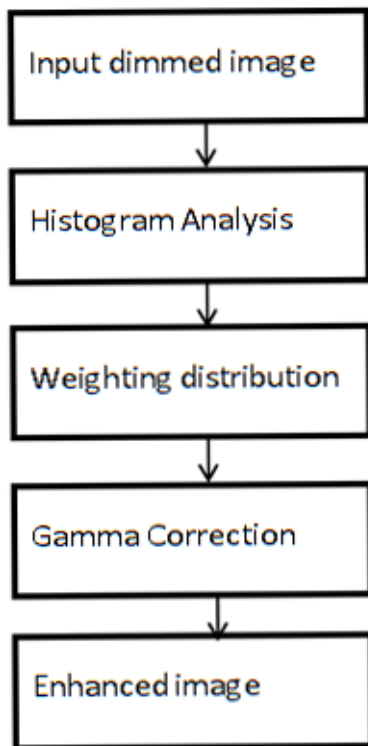 Input dimmed image
Histogram Analysis
Weighting distribution
Gamma Correction
Enhanced image